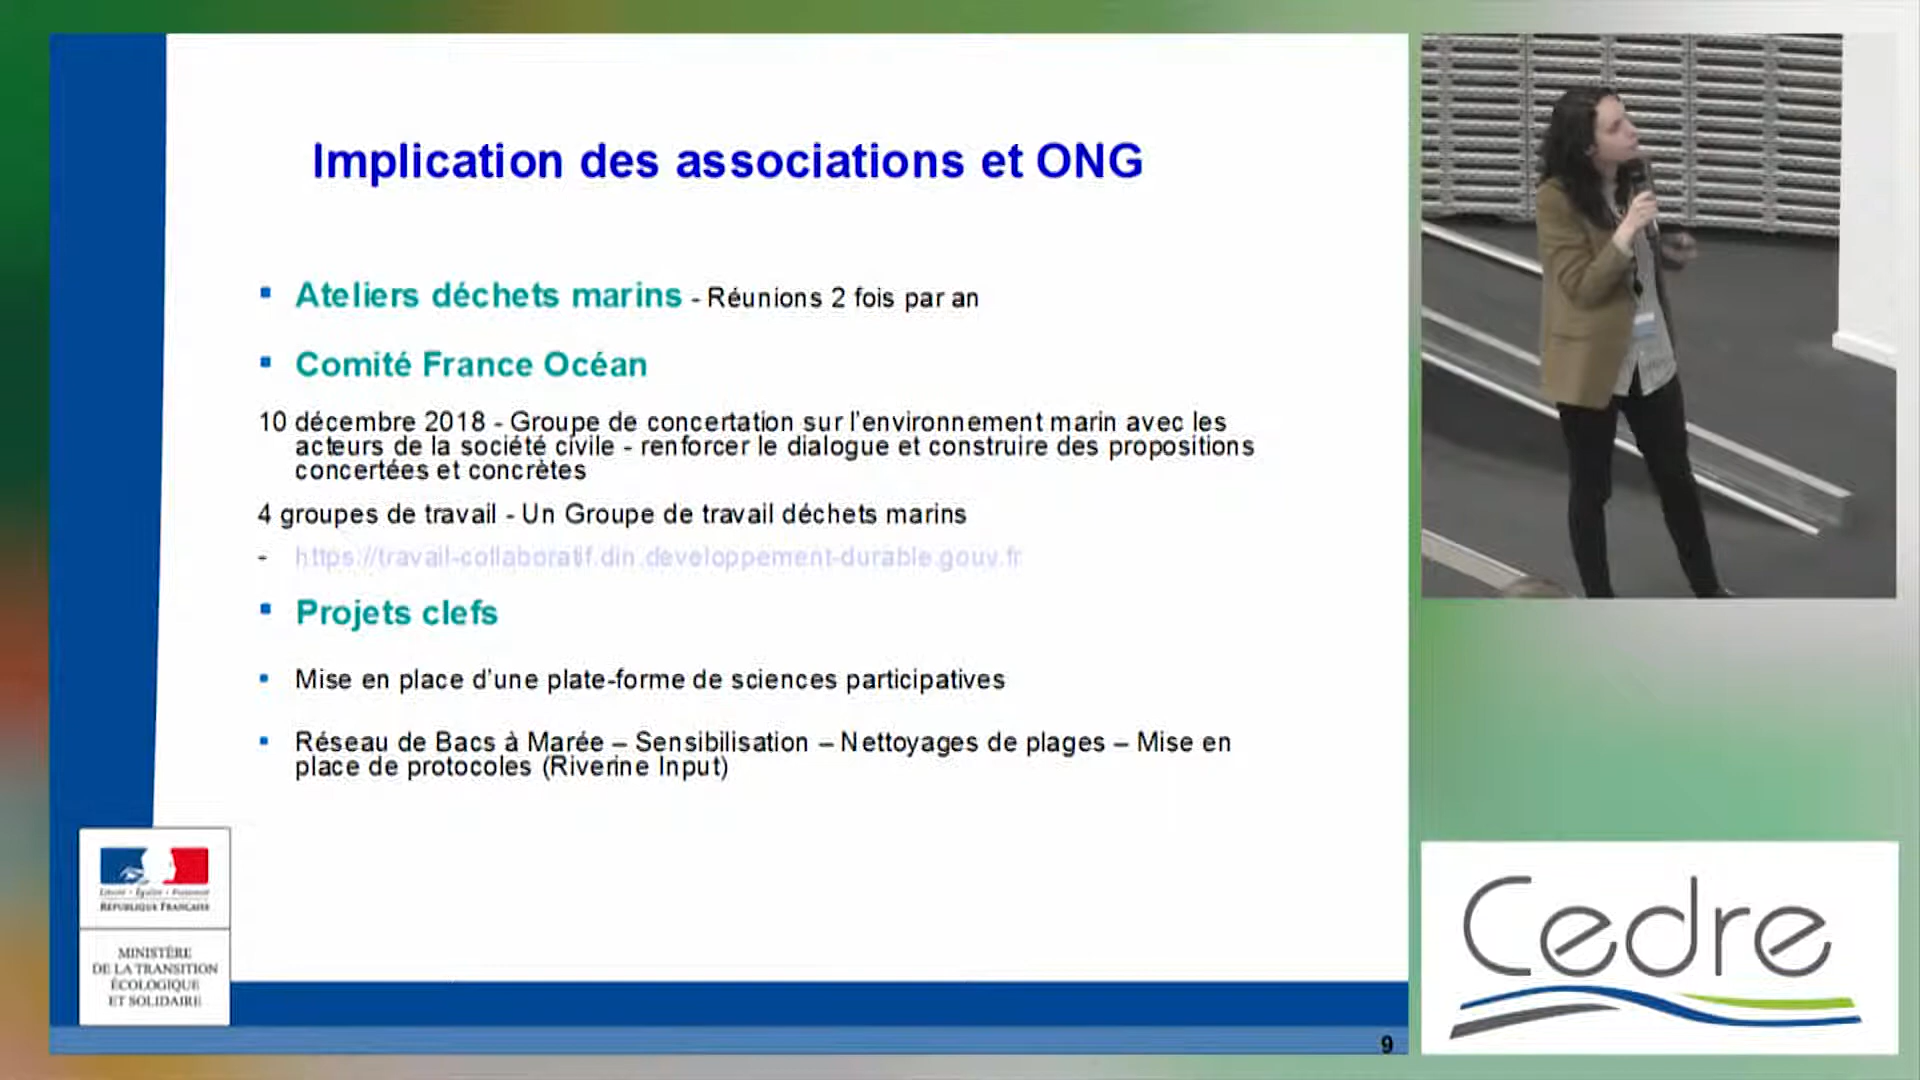 Implication des associations et ONG
Ateliers déchets marins - Réunions 2 fois par an
Comité France Océan
10 décembre 2018 - Groupe de concertation sur l'environnement marin avec les
acteurs de la société civile - renforcer le dialogue et construire des propositions
concertées et concrètes
4 groupes de travail - Un Groupe de travail déchets marins
- https://travail-collaboratif.din.developpement-durable.gouv.fr
Projets clefs
Mise en place d'une plate-forme de sciences participatives
Réseau de Bacs à Marée – Sensibilisation – Nettoyages de plages – Mise en
place de protocoles (Riverine Input)
Liberté • Égalité • Fraternité
RÉPUBLIQUE FRANÇAISE
MINISTÈRE
DE LA TRANSITION
ÉCOLOGIQUE
ET SOLIDAIRE
9
Cedre